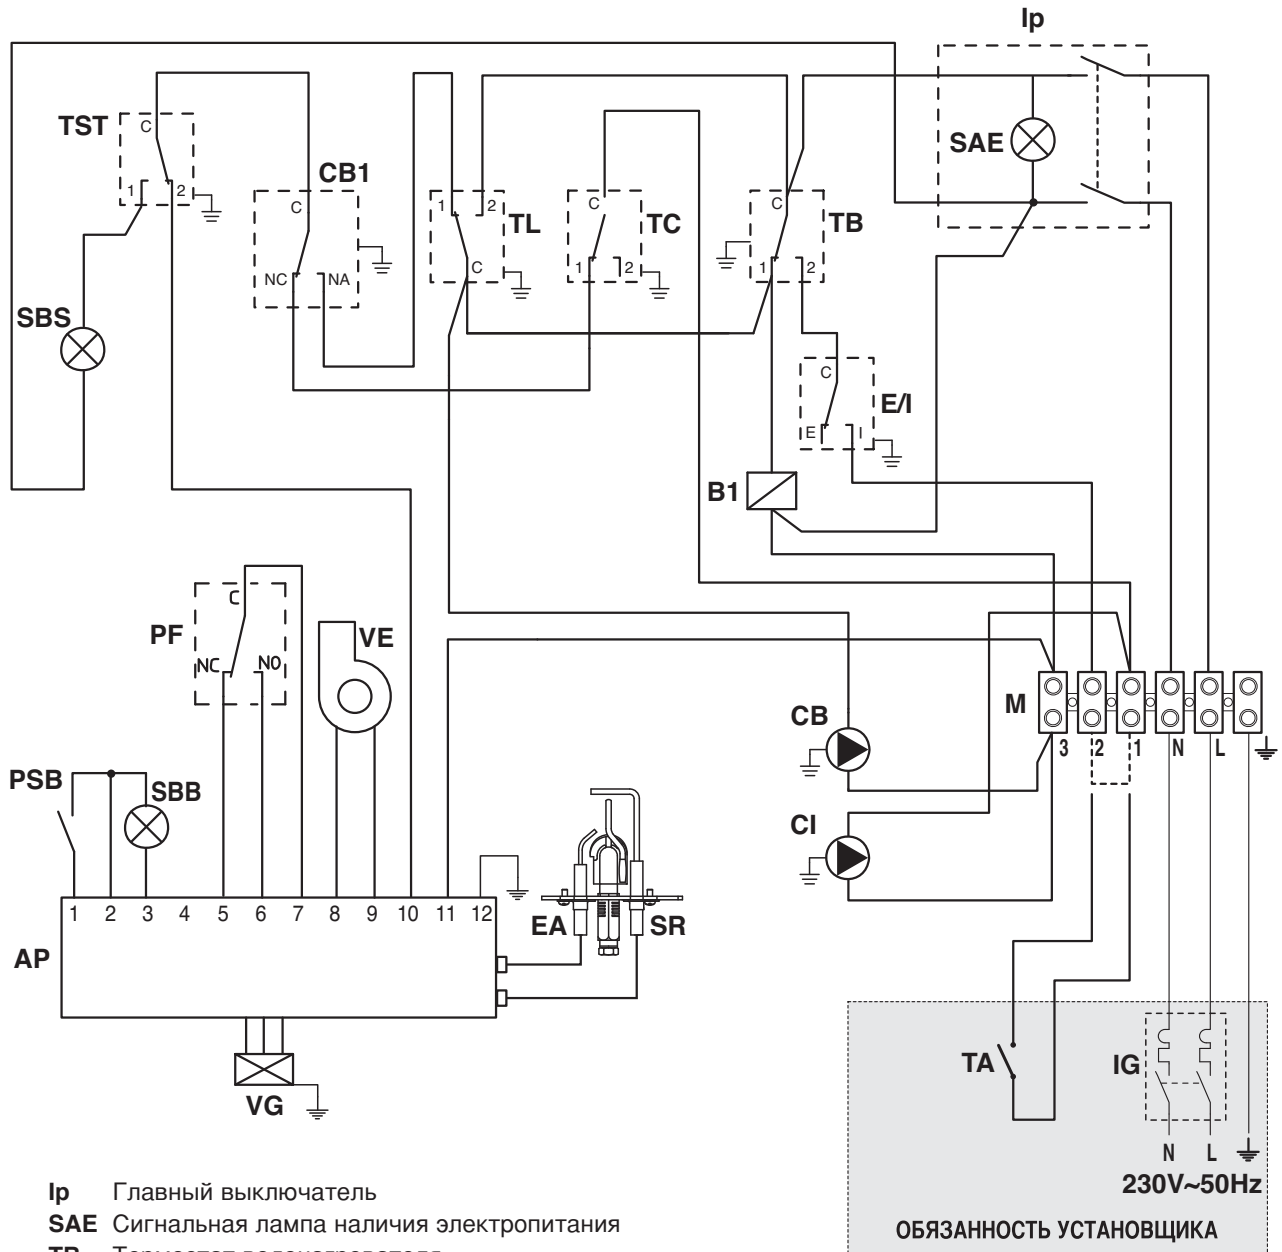 Ip
TST
C
1
2
CB1
C
NC
NA
1
2
TL
C
C
TC
1
2
C
TB
1
2
SAE
SBS
C
E/I
E
I
B1
C
PF
NC
NO
VE
CB
M
3
2
1
N
L
CI
PSB
SBB
1 2 3 4 5 6 7 8 9 10 11 12
EA
SR
AP
VG
TA
IG
N
L
230V~50Hz
ОБЯЗАННОСТЬ УСТАНОВЩИКА
Ip Главный выключатель
SAE Сигнальная лампа наличия электропитания